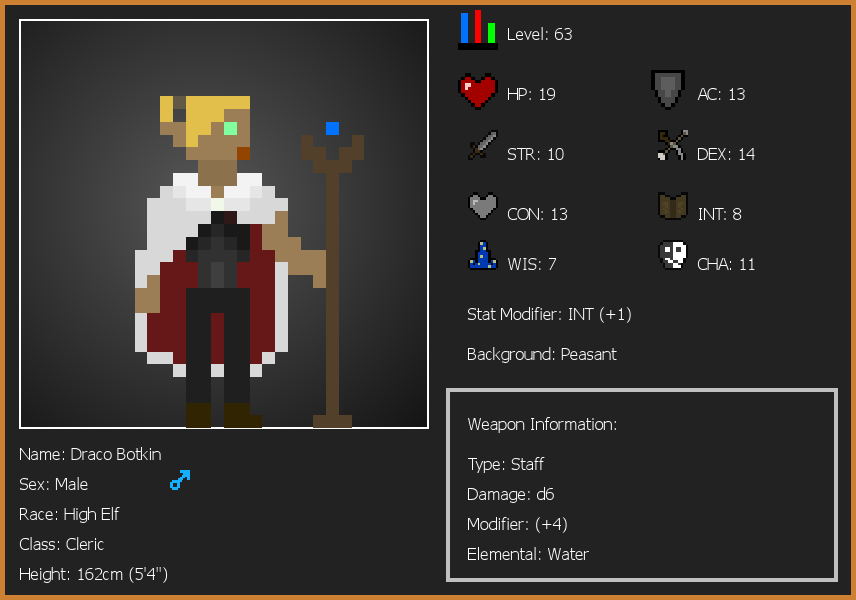 Level: 63
HP: 19
AC: 13
STR: 10
DEX: 14
CON: 13
INT: 8
WIS: 7
CHA: 11
Stat Modifier: INT (+1)
Background: Peasant
Weapon Information:
Type: Staff
Damage: d6
Modifier: (+4)
Elemental: Water
Name: Draco Botkin
Sex: Male
Race: High Elf
Class: Cleric
Height: 162cm (5'4")